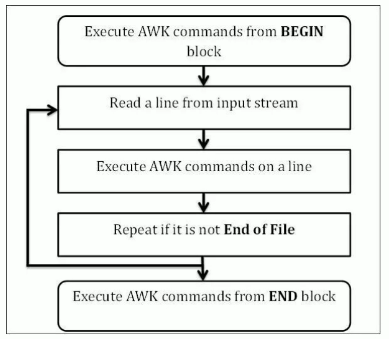 Execute AWK commands from BEGIN
block
Read a line from input stream
Execute AWK commands on a line
Repeat if it is not End of File
Execute AWK commands from END block